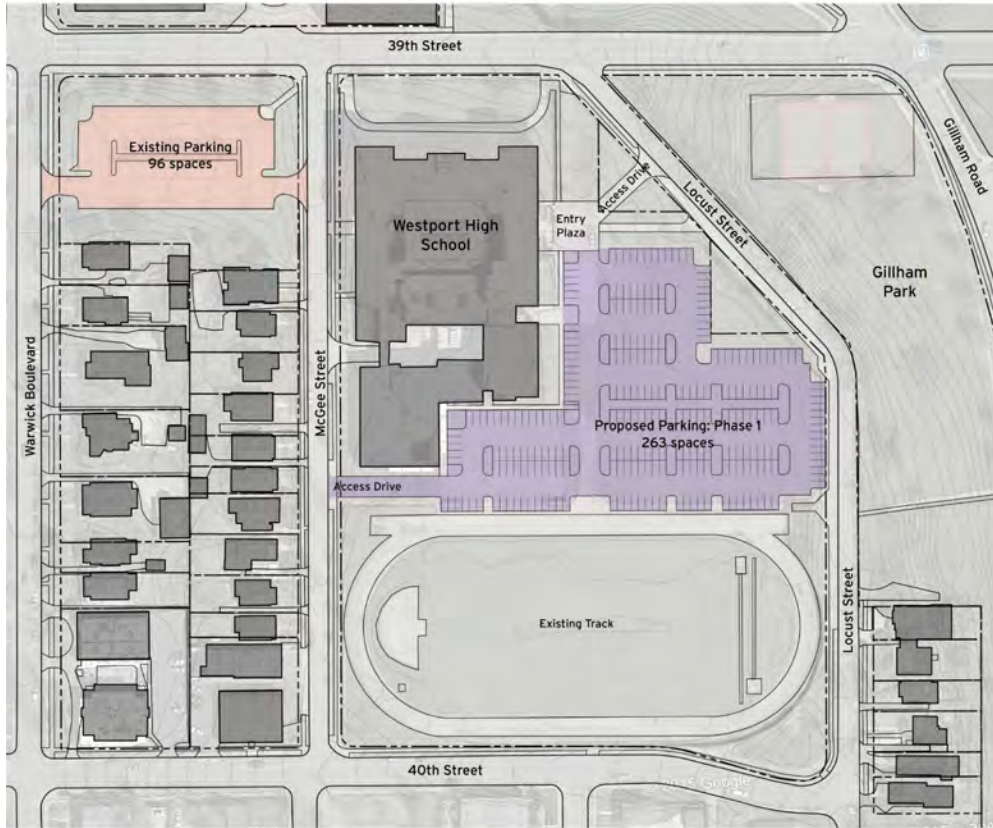 39th Street
Existing Parking
96 spaces
Westport High
School
Entry
Plaza
Access Drive
Locust Street
Gillham Road
Gillham
Park
Warwick Boulevard
McGee Street
Proposed Parking: Phase 1
263 spaces
Access Drive
Existing Track
Locust Street
40th Street
Google